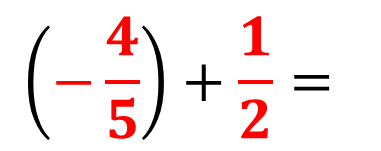 (− 4/5) + 1/2 =